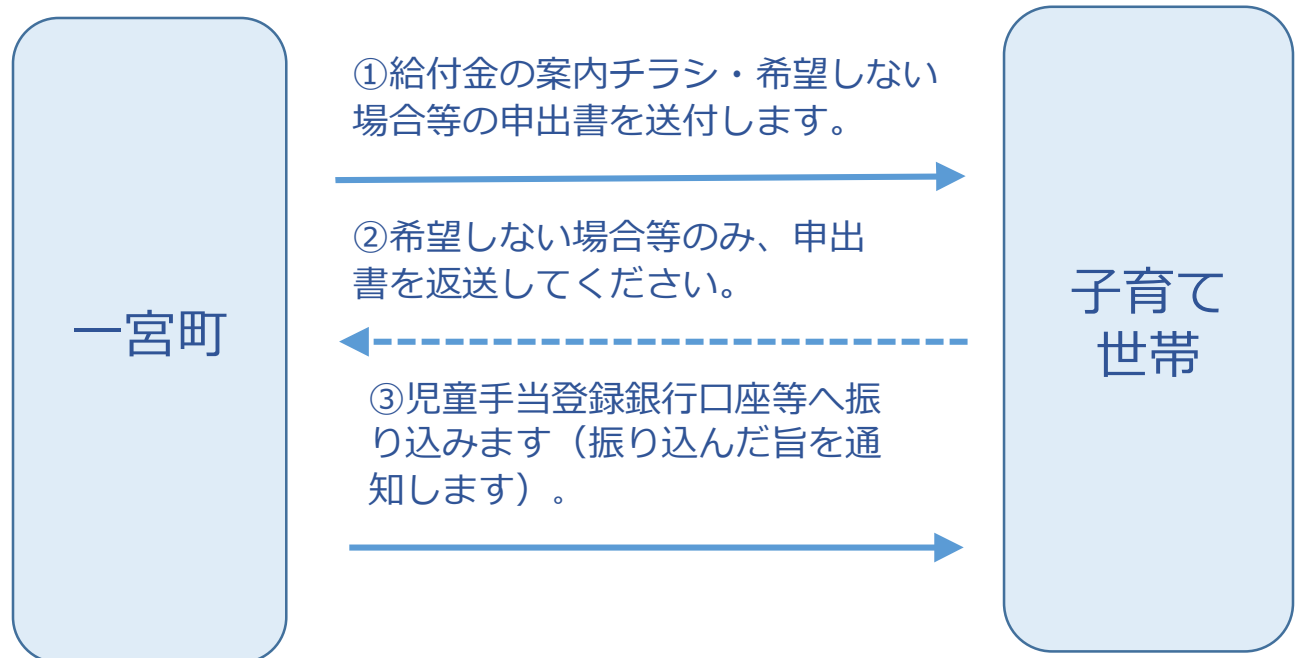 一宮町
①給付金の案内チラシ・希望しない
場合等の申出書を送付します。
②希望しない場合等のみ、申出
書を返送してください。
③児童手当登録銀行口座等へ振
り込みます（振り込んだ旨を通
知します）。
子育て
世帯